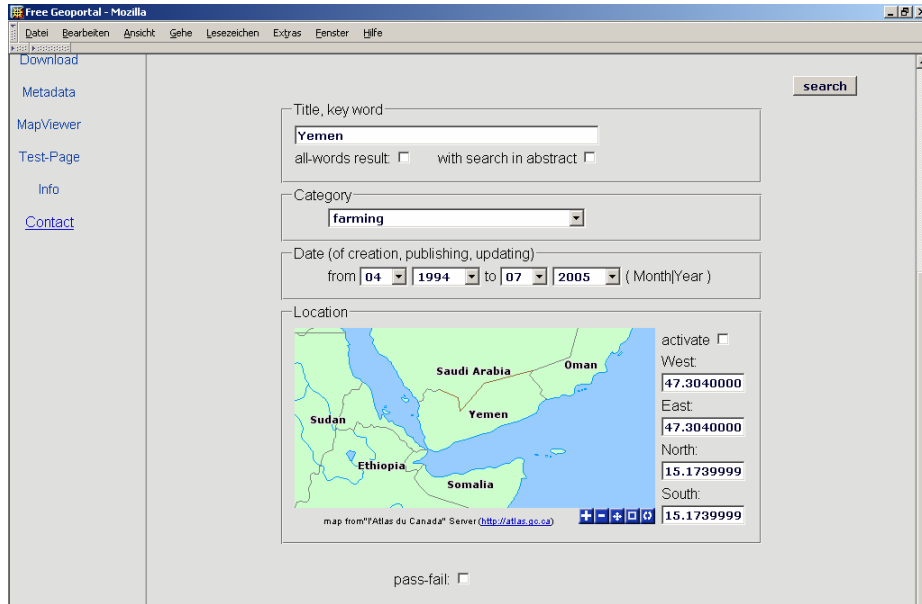 Free Geoportal - Mozilla
Datei Bearbeiten Ansicht Gehe Lesezeichen Extras Fenster Hilfe
Download
Metadata
MapViewer
Test-Page
Info
Contact
search
Title, key word
Yemen
all-words result: with search in abstract
Category
farming
Date (of creation, publishing, updating)
from 04 1994 to 07 2005 ( Month|Year )
Location
Saudi Arabia
Oman
Yemen
Sudan
Ethiopia
Somalia
map from"l'Atlas du Canada" Server (http://atlas.gc.ca)
activate
West:
47.3040000
East:
47.3040000
North:
15.1739999
South:
15.1739999
pass-fail: